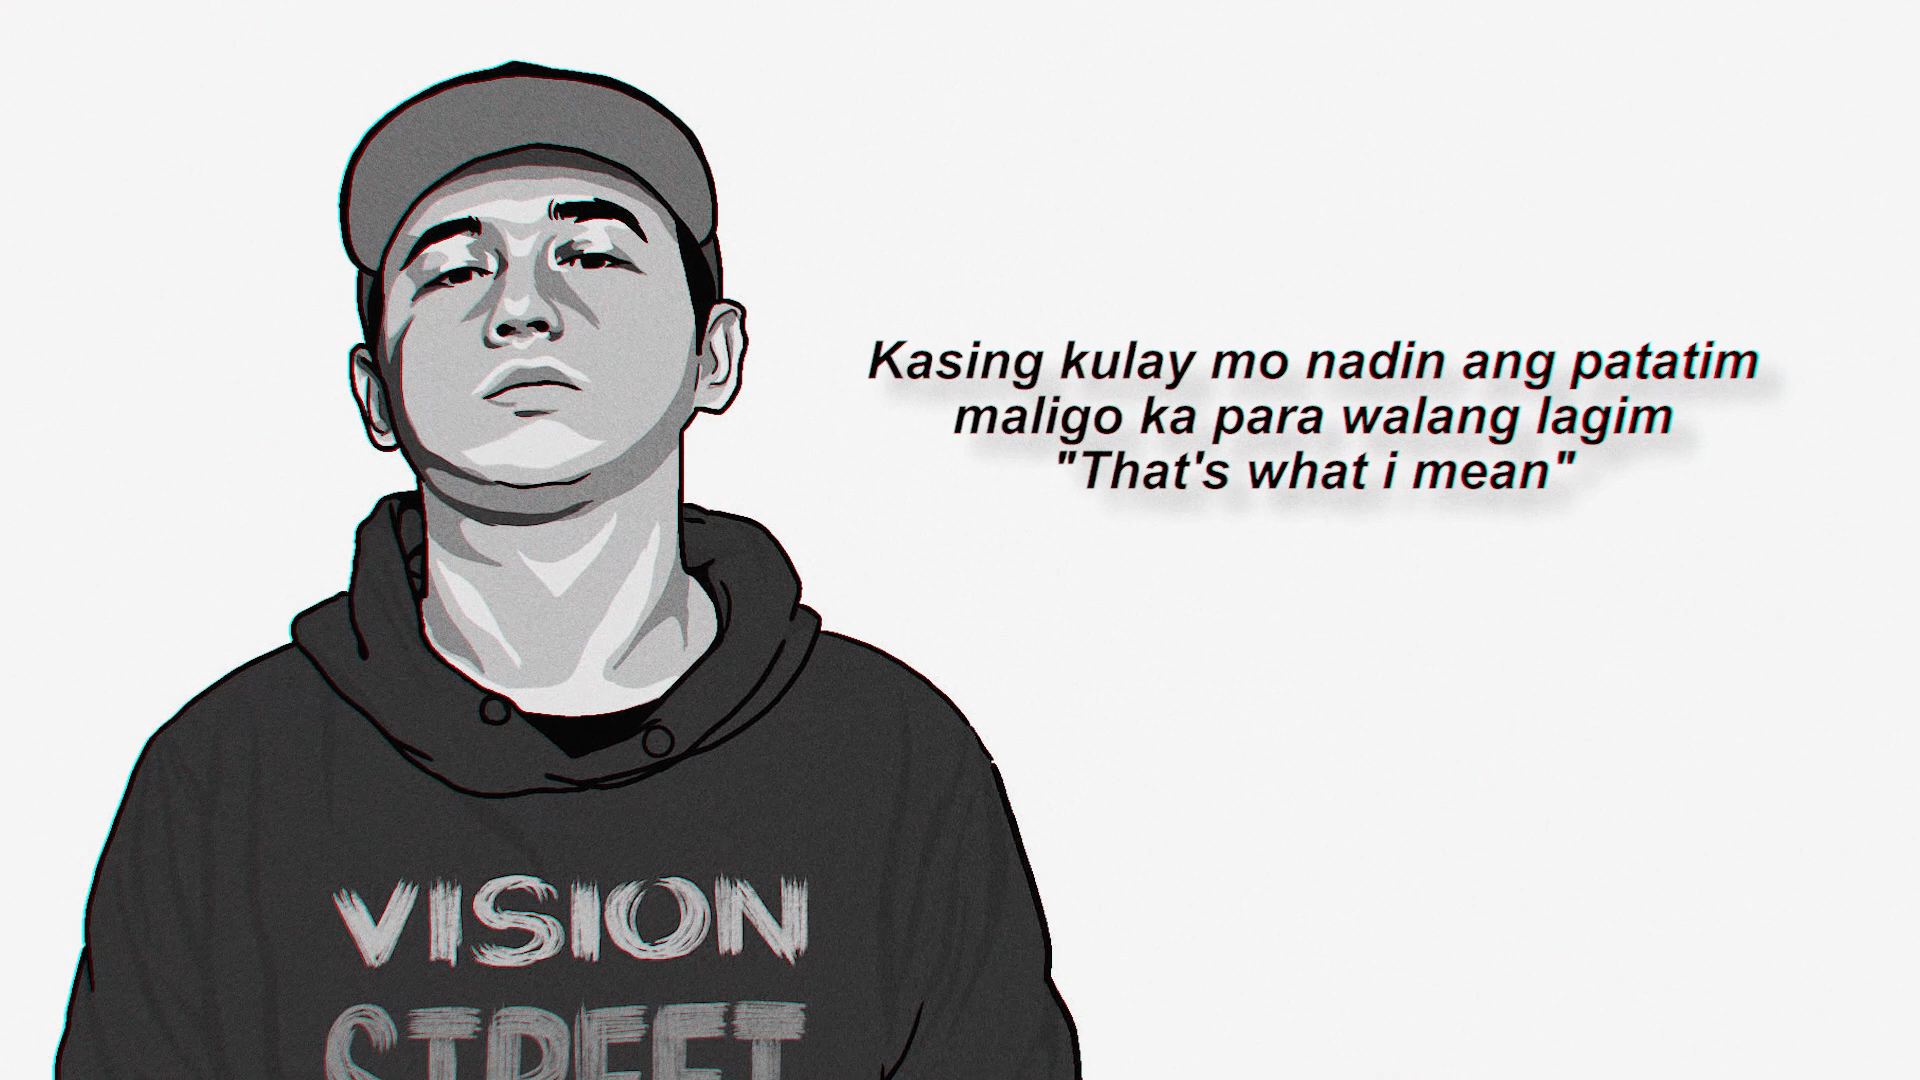 Kasing kulay mo nadin ang patatim
maligo ka para walang lagim
"That's what i mean"
VISION
STREET